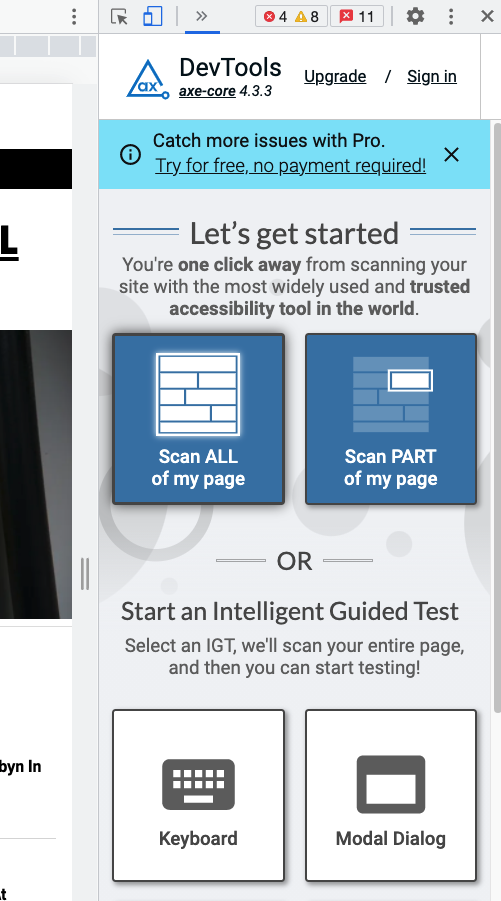 4 8 11
ax DevTools
axe-core 4.3.3
Upgrade / Sign in
Catch more issues with Pro.
Try for free, no payment required!
L
Let's get started
You're one click away from scanning your
site with the most widely used and trusted
accessibility tool in the world.
Scan ALL
of my page
Scan PART
of my page
OR
Start an Intelligent Guided Test
Select an IGT, we'll scan your entire page,
and then you can start testing!
byn In
Keyboard
Modal Dialog